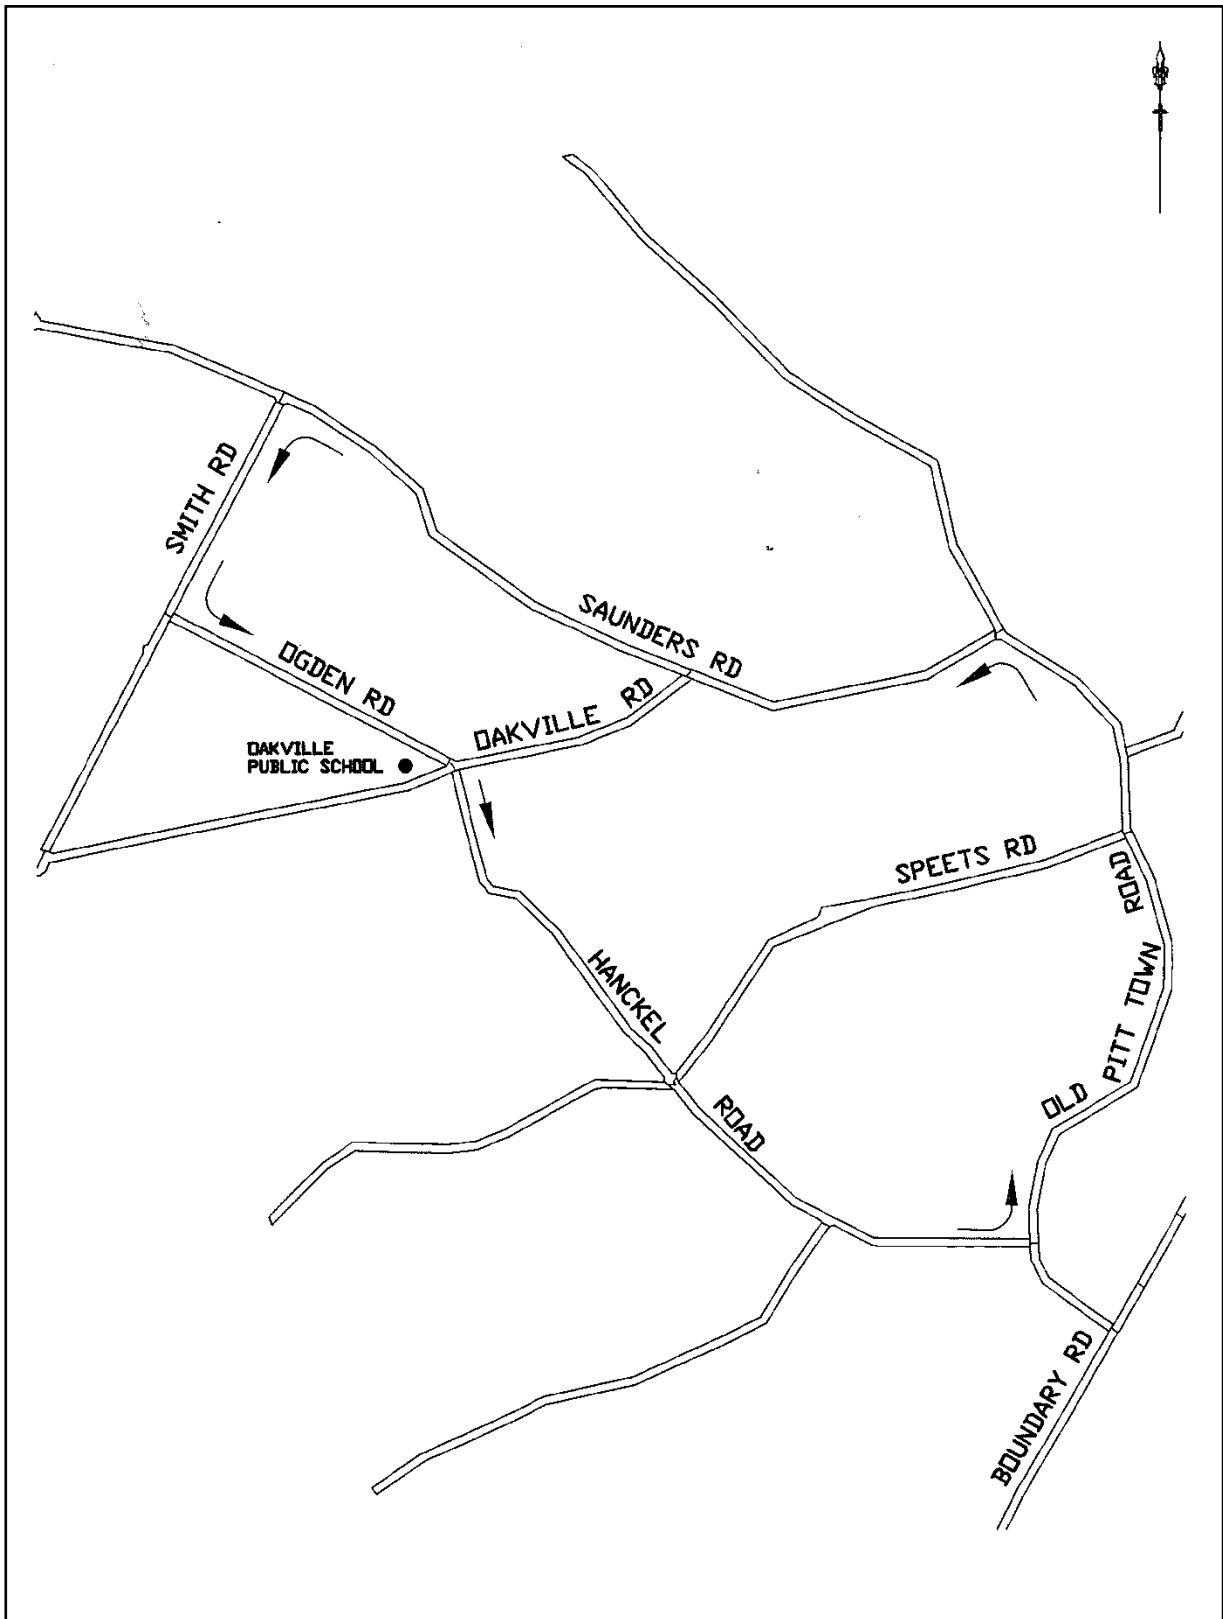 SMITH RD
SAUNDERS RD
OGDEN RD
OAKVILLE RD
OAKVILLE
PUBLIC SCHOOL
SPEETS RD
HANCKEL
ROAD
OLD PITT TOWN ROAD
BOUNDARY RD